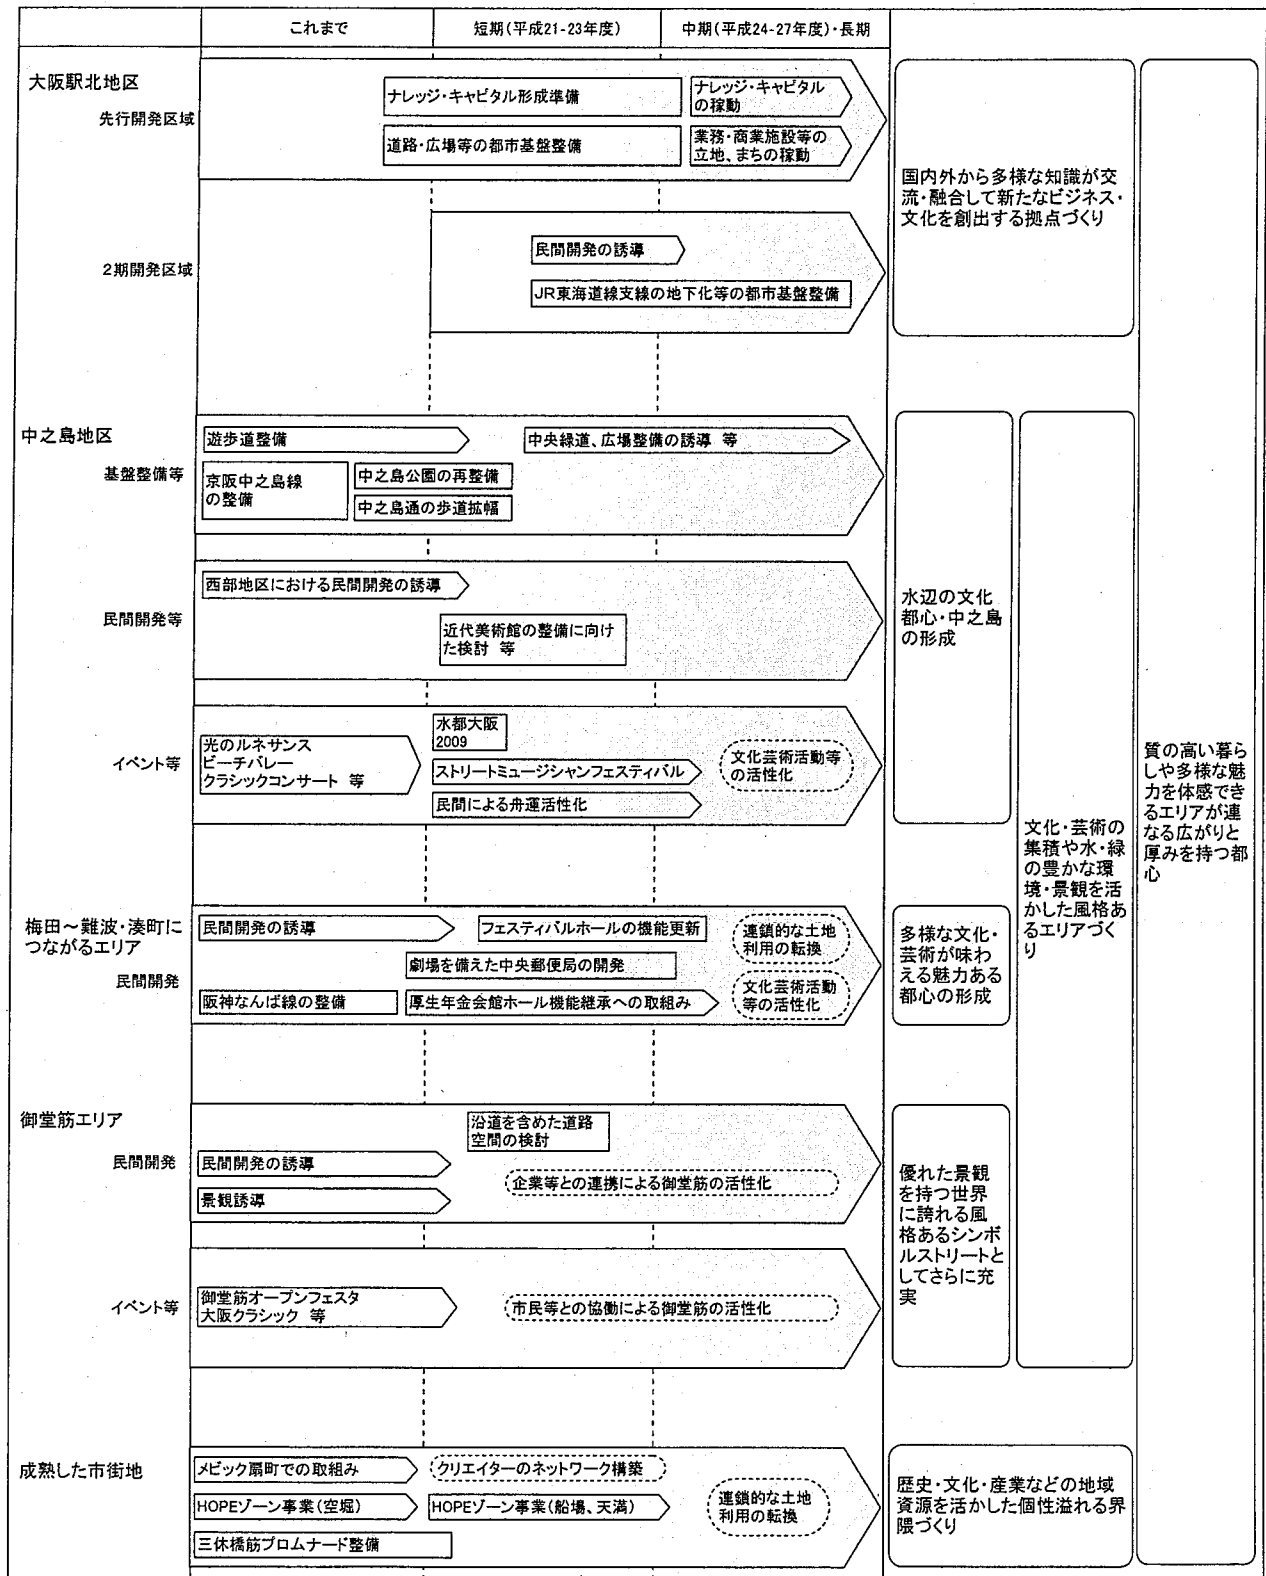 これまで
短期(平成21-23年度)
中期(平成24-27年度)・長期
大阪駅北地区
先行開発区域
ナレッジ・キャピタル形成準備
ナレッジ・キャピタル
の稼動
道路・広場等の都市基盤整備
業務・商業施設等の
立地、まちの稼動
2期開発区域
民間開発の誘導
JR東海道線支線の地下化等の都市基盤整備
国内外から多様な知識が交
流・融合して新たなビジネス・
文化を創出する拠点づくり
中之島地区
基盤整備等
遊歩道整備
中央緑道、広場整備の誘導 等
京阪中之島線
の整備
中之島公園の再整備
中之島通の歩道拡幅
民間開発等
西部地区における民間開発の誘導
近代美術館の整備に向け
た検討 等
イベント等
光のルネサンス
ビーチバレー
クラシックコンサート 等
水都大阪
2009
ストリートミュージシャンフェスティバル
民間による舟運活性化
文化芸術活動等
の活性化
水辺の文化
都心・中之島
の形成
梅田～難波・湊町に
つながるエリア
民間開発
民間開発の誘導
フェスティバルホールの機能更新
劇場を備えた中央郵便局の開発
阪神なんば線の整備
厚生年金会館ホール機能継承への取組み
連鎖的な土地
利用の転換
文化芸術活動
等の活性化
多様な文化・
芸術が味わ
える魅力ある
都心の形成
御堂筋エリア
民間開発
沿道を含めた道路
空間の検討
民間開発の誘導
景観誘導
企業等との連携による御堂筋の活性化
イベント等
御堂筋オープンフェスタ
大阪クラシック 等
市民等との協働による御堂筋の活性化
優れた景観
を持つ世界
に誇れる風
格あるシンボ
ルストリートと
してさらに充
実
文化・芸術の
集積や水・緑
の豊かな環
境・景観を活
かした風格あ
るエリアづく
り
成熟した市街地
メビック扇町での取組み
クリエイターのネットワーク構築
HOPEゾーン事業(空堀)
HOPEゾーン事業(船場、天満)
三休橋筋プロムナード整備
連鎖的な土地
利用の転換
歴史・文化・産業などの地域
資源を活かした個性溢れる界
隈づくり
質の高い暮ら
しや多様な魅
力を体感でき
るエリアが連
なる広がりと
厚みを持つ都
心